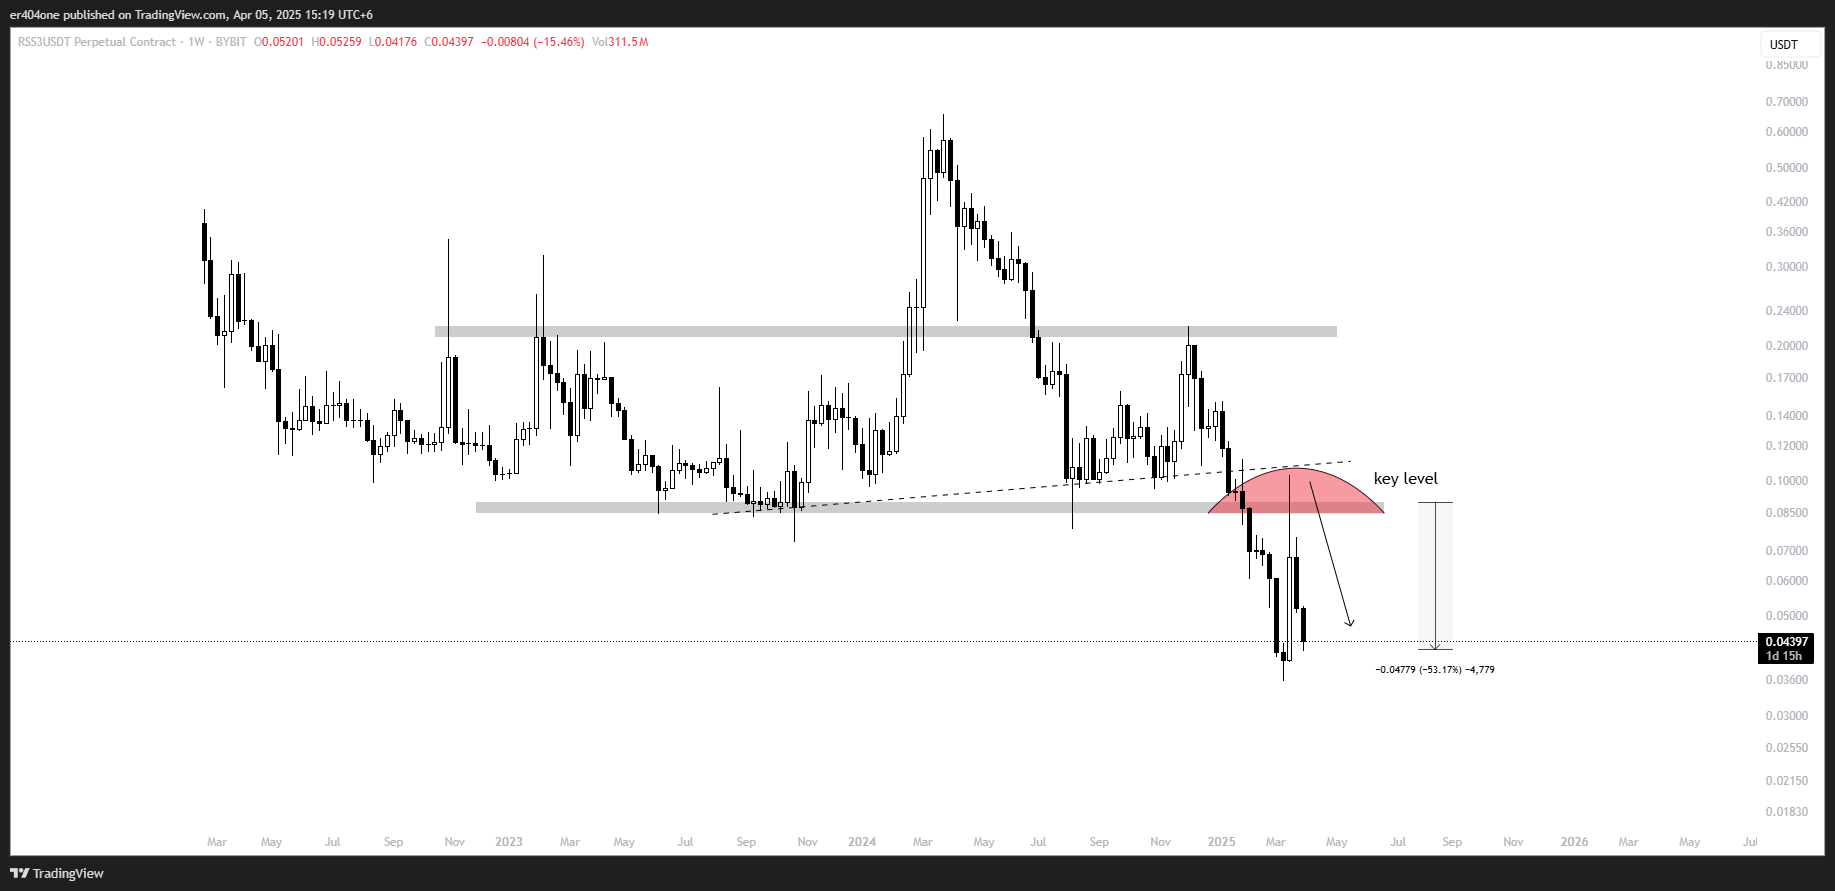 er404one published on TradingView.com, Apr 05, 2025 15:19 UTC+6
RSS3USDT Perpetual Contract · 1W · BYBIT O0.05201 H0.05259 L0.04176 C0.04397 −0.00804 (−15.46%) Vol311.5M
USDT
0.85000
0.70000
0.60000
0.50000
0.42000
0.36000
0.30000
0.24000
0.20000
0.17000
0.14000
0.12000
key level
0.10000
0.08500
0.07000
0.06000
0.05000
0.04397
1d 15h
−0.04779 (−53.17%) −4,779
0.03600
0.03000
0.02550
0.02150
0.01830
Mar May Jul Sep Nov 2023 Mar May Jul Sep Nov 2024 Mar May Jul Sep Nov 2025 Mar May Jul Sep Nov 2026 Mar May Jul
TradingView